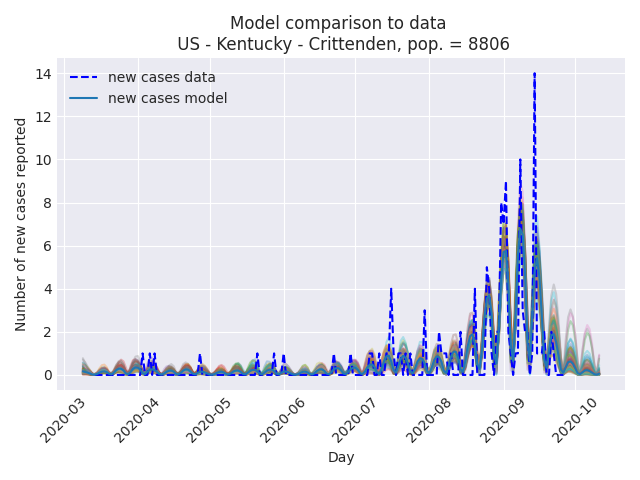 Model comparison to data
US - Kentucky - Crittenden, pop. = 8806
new cases data
new cases model
Number of new cases reported
14
12
10
8
6
4
2
0
2020-03
2020-04
2020-05
2020-06
2020-07
2020-08
2020-09
2020-10
Day